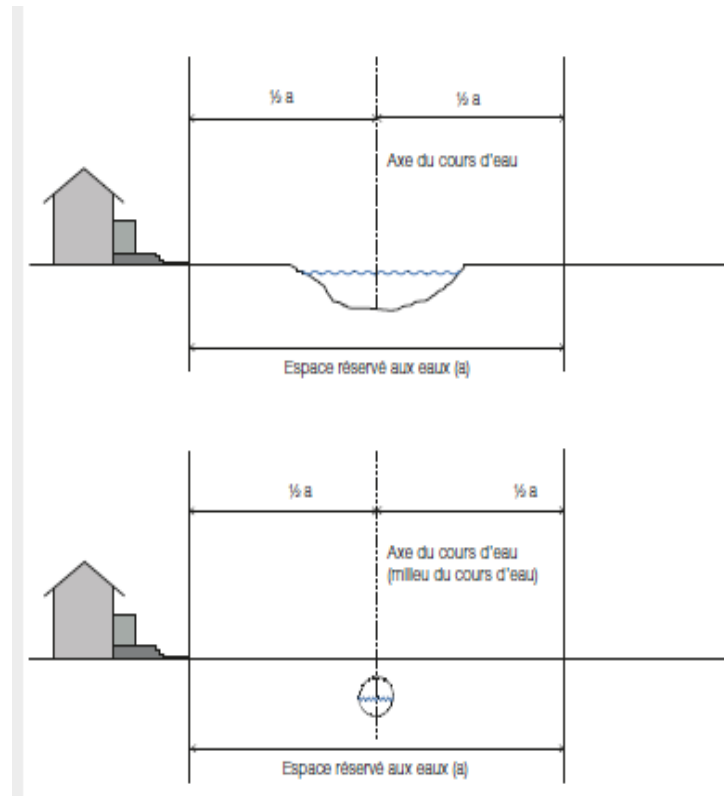 ½ a ½ a
Axe du cours d'eau
Espace réservé aux eaux (a)
½ a ½ a
Axe du cours d'eau
(milieu du cours d'eau)
Espace réservé aux eaux (a)